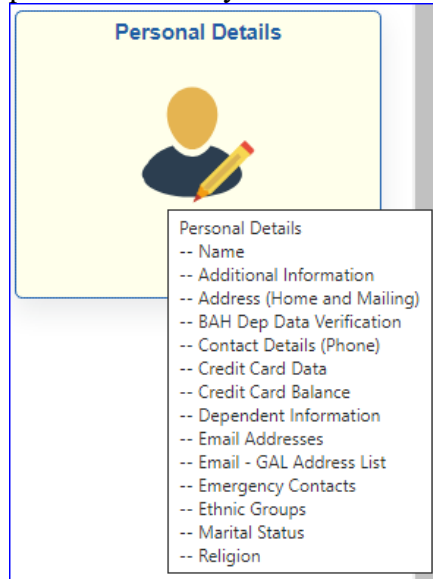 Personal Details
Personal Details
-- Name
-- Additional Information
-- Address (Home and Mailing)
-- BAH Dep Data Verification
-- Contact Details (Phone)
-- Credit Card Data
-- Credit Card Balance
-- Dependent Information
-- Email Addresses
-- Email - GAL Address List
-- Emergency Contacts
-- Ethnic Groups
-- Marital Status
-- Religion